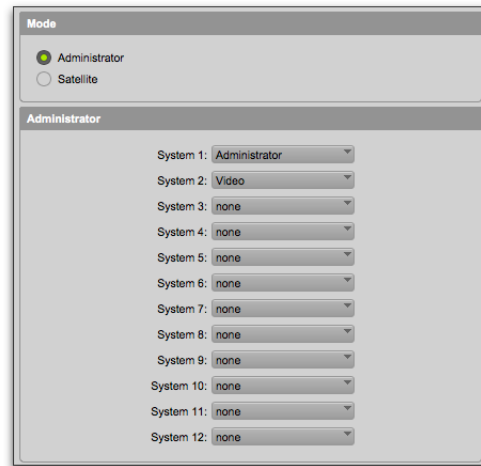 Mode
Administrator
Satellite
Administrator
System 1: Administrator
System 2: Video
System 3: none
System 4: none
System 5: none
System 6: none
System 7: none
System 8: none
System 9: none
System 10: none
System 11: none
System 12: none